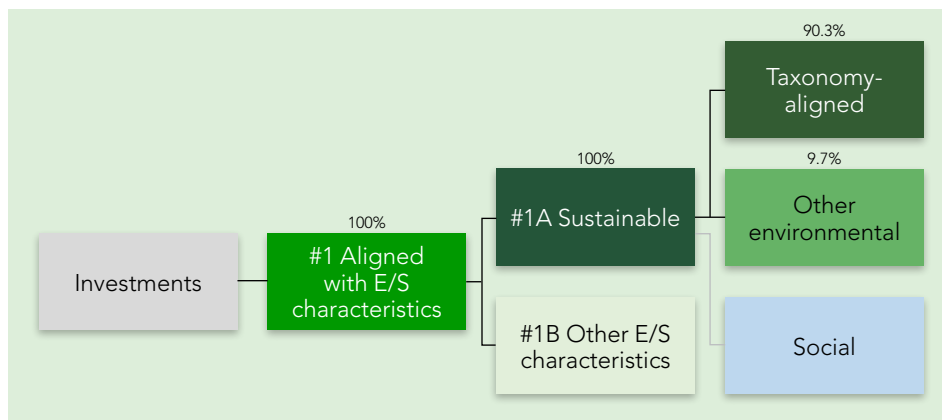 90.3%
Taxonomy-
aligned
100%
9.7%
#1A Sustainable
Other
environmental
100%
Investments
#1 Aligned
with E/S
characteristics
#1B Other E/S
characteristics
Social